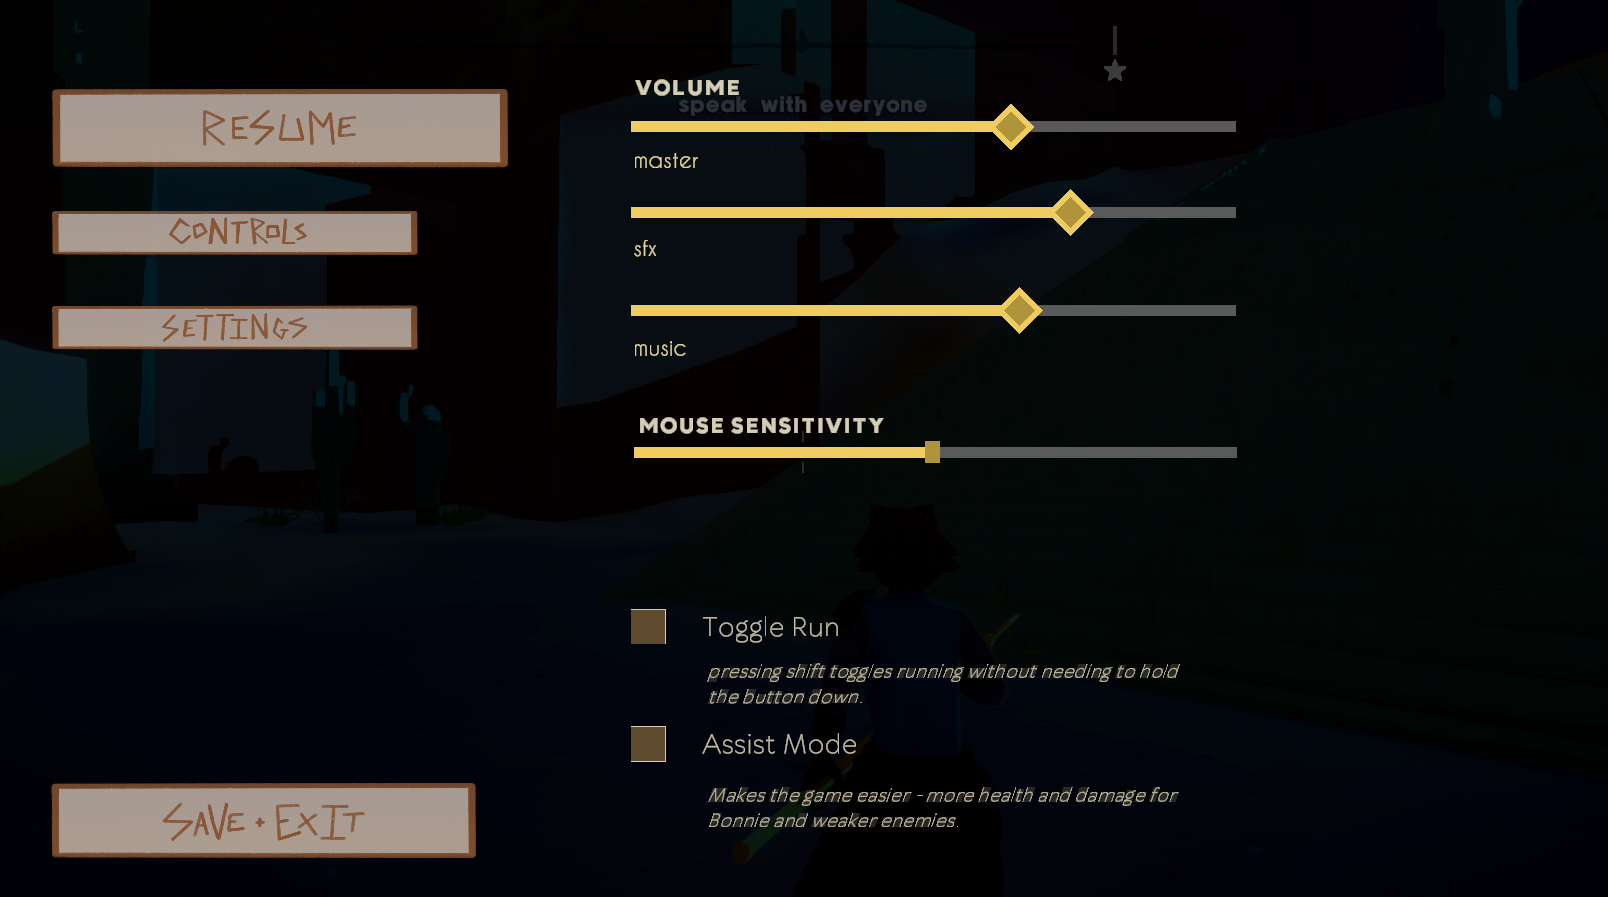 RESUME
CONTROLS
SETTINGS
SAVE + EXIT
VOLUME
speak with everyone
master
sfx
music
MOUSE SENSITIVITY
Toggle Run
pressing shift toggles running without needing to hold
the button down.
Assist Mode
Makes the game easier - more health and damage for
Bonnie and weaker enemies.